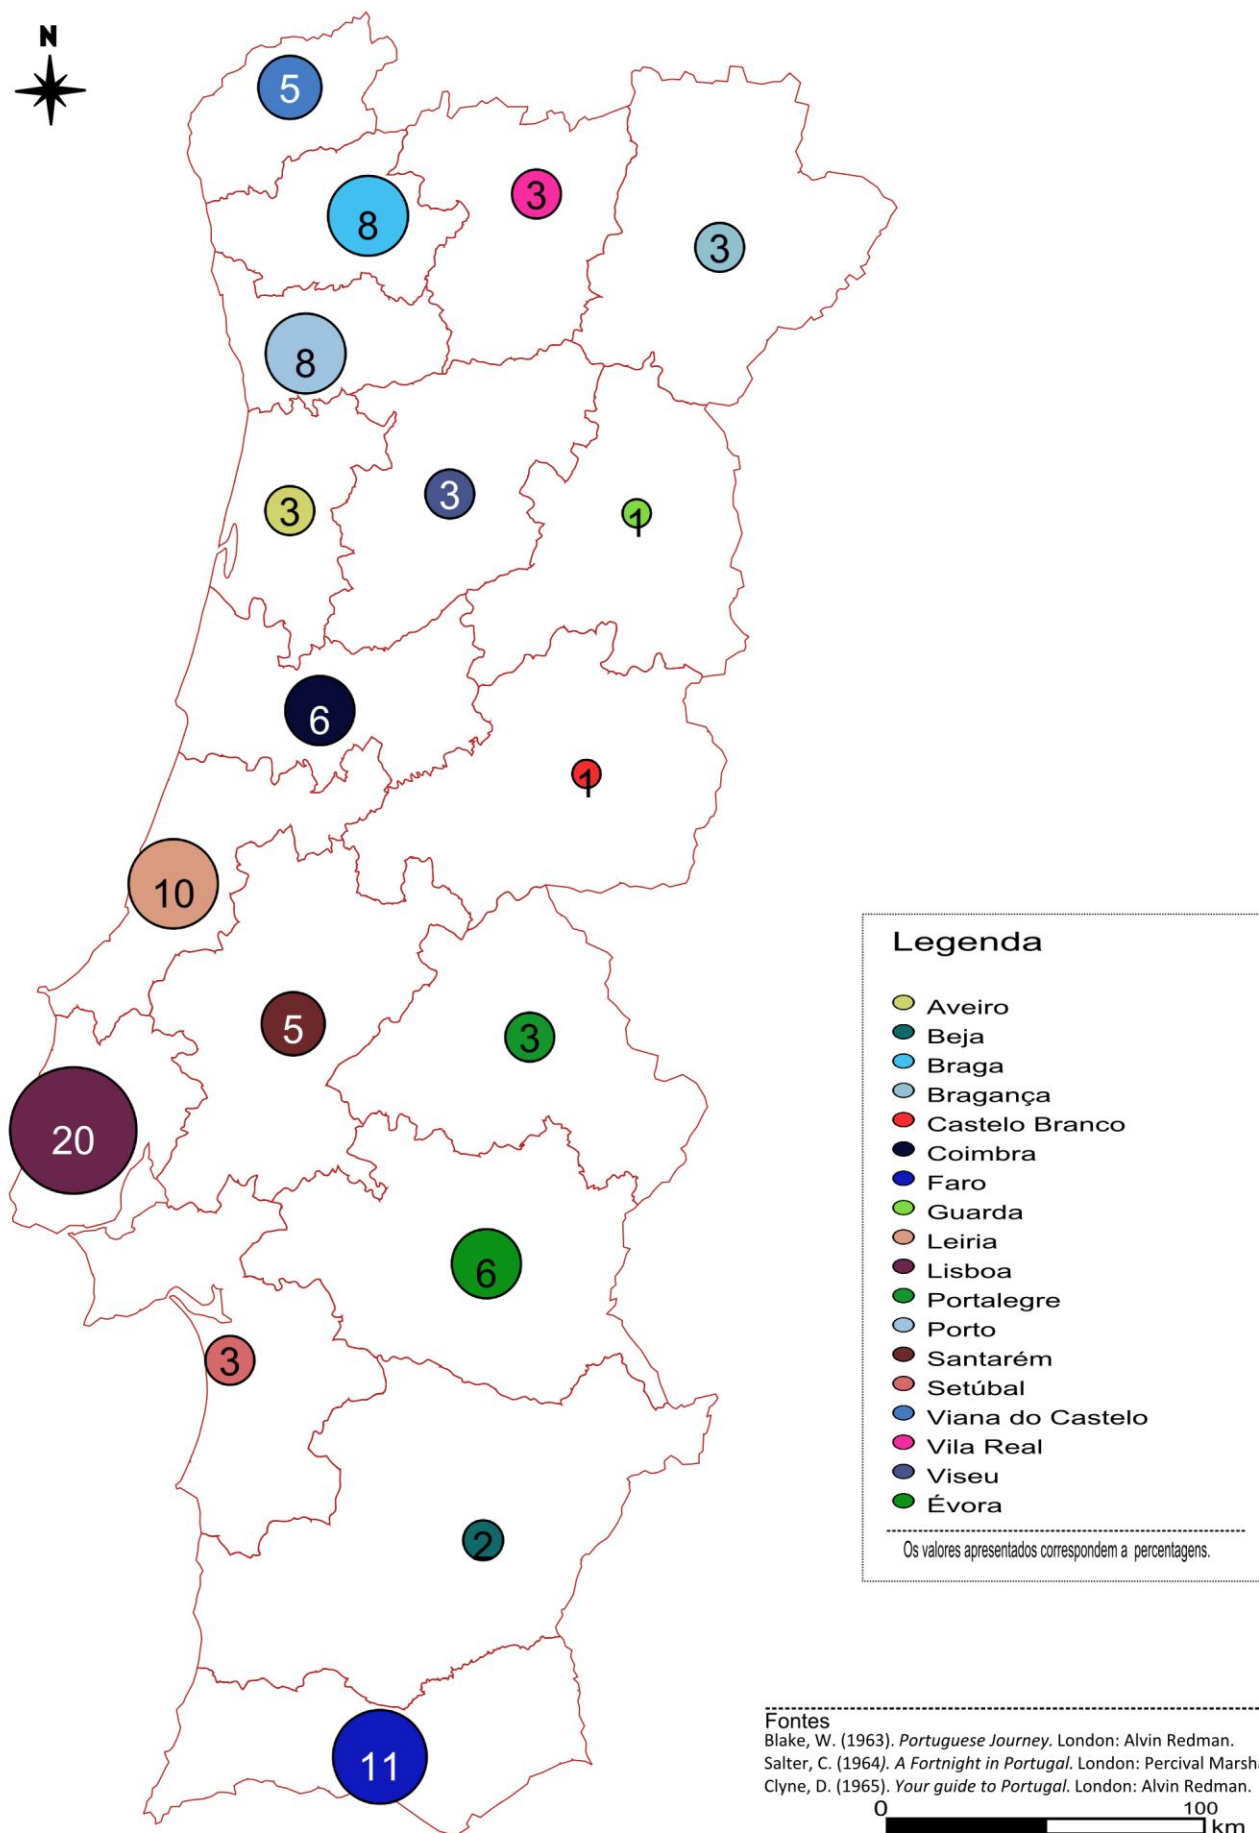 N
5
8
3
3
8
3
3
1
6
1
10
5
3
20
6
3
2
11
Legenda
Aveiro
Beja
Braga
Bragança
Castelo Branco
Coimbra
Faro
Guarda
Leiria
Lisboa
Portalegre
Porto
Santarém
Setúbal
Viana do Castelo
Vila Real
Viseu
Évora
Os valores apresentados correspondem a percentagens.
Fontes
Blake, W. (1963). Portuguese Journey. London: Alvin Redman.
Salter, C. (1964). A Fortnight in Portugal. London: Percival Marsh
Clyne, D. (1965). Your guide to Portugal. London: Alvin Redman.
0 100
km